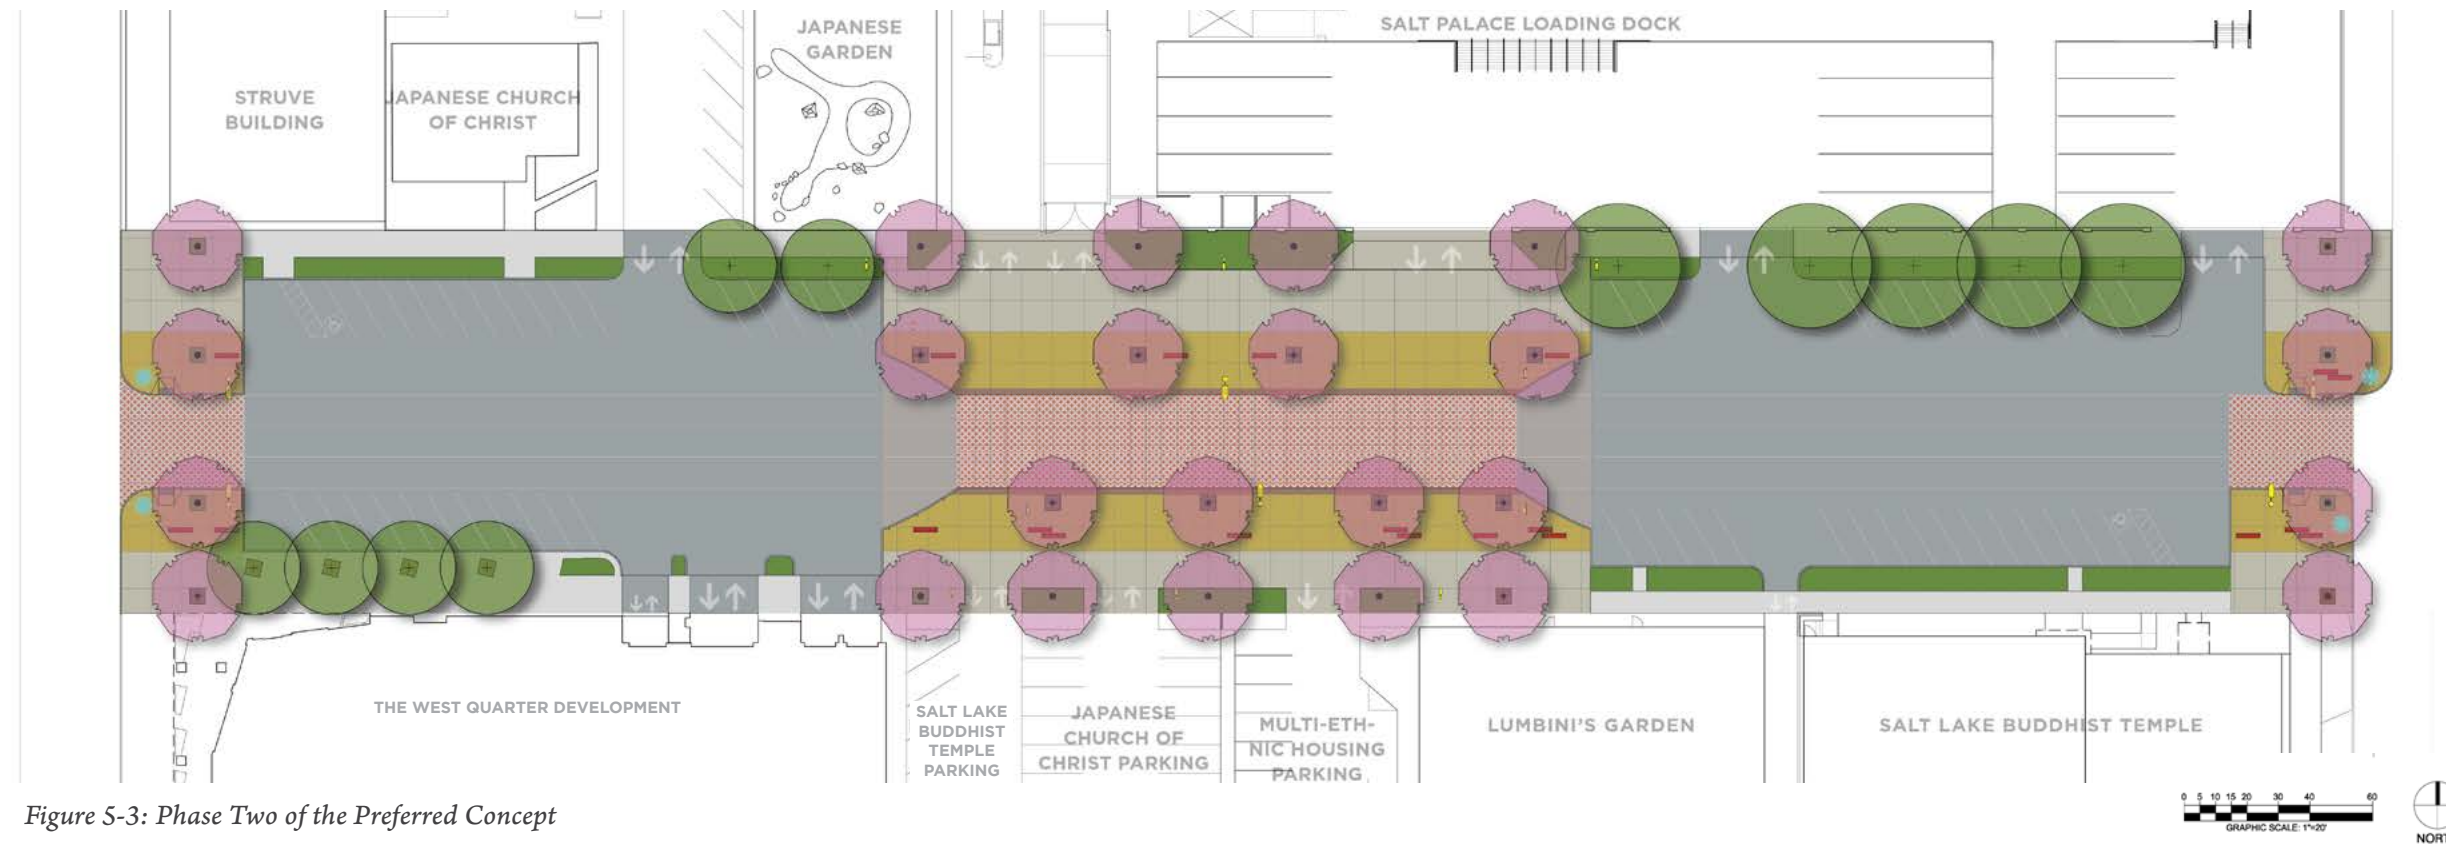 SALT PALACE LOADING DOCK
JAPANESE
GARDEN
STRUVE
BUILDING
JAPANESE CHURCH
OF CHRIST
THE WEST QUARTER DEVELOPMENT
SALT LAKE
BUDDHIST
TEMPLE
PARKING
JAPANESE
CHURCH OF
CHRIST PARKING
MULTI-ETH-
NIC HOUSING
PARKING
LUMBINI'S GARDEN
SALT LAKE BUDDHIST TEMPLE
Figure 5-3: Phase Two of the Preferred Concept
0 5 10 15 20 30 40 60
GRAPHIC SCALE: 1"=20'
NORT